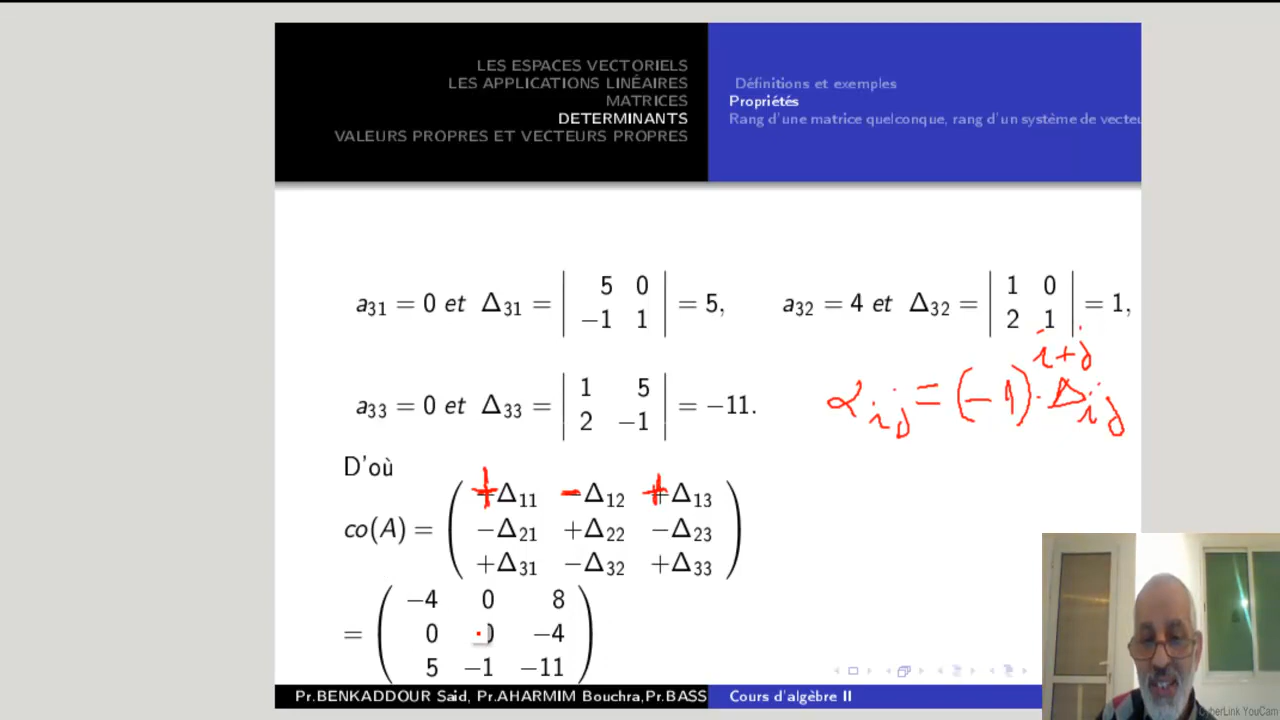 LES ESPACES VECTORIELS
LES APPLICATIONS LINÉAIRES
MATRICES
DETERMINANTS
VALEURS PROPRES ET VECTEURS PROPRES
Définitions et exemples
Propriétés
Rang d'une matrice quelconque, rang d'un système de vecteu
a31 = 0 et Δ31 = | 5 0 | = 5, a32 = 4 et Δ32 = | 1 0 | = 1,
−1 1 2 1
αij = (−1)^i+j · Δij
a33 = 0 et Δ33 = | 1 5 | = −11.
2 −1
D'où
+Δ11 −Δ12 +Δ13
co(A) = −Δ21 +Δ22 −Δ23
+Δ31 −Δ32 +Δ33
−4 0 8
= 0 0 −4
5 −1 −11
Pr.BENKADDOUR Said, Pr.AHARMIM Bouchra,Pr.BASS
Cours d'algèbre II
CyberLink YouCam